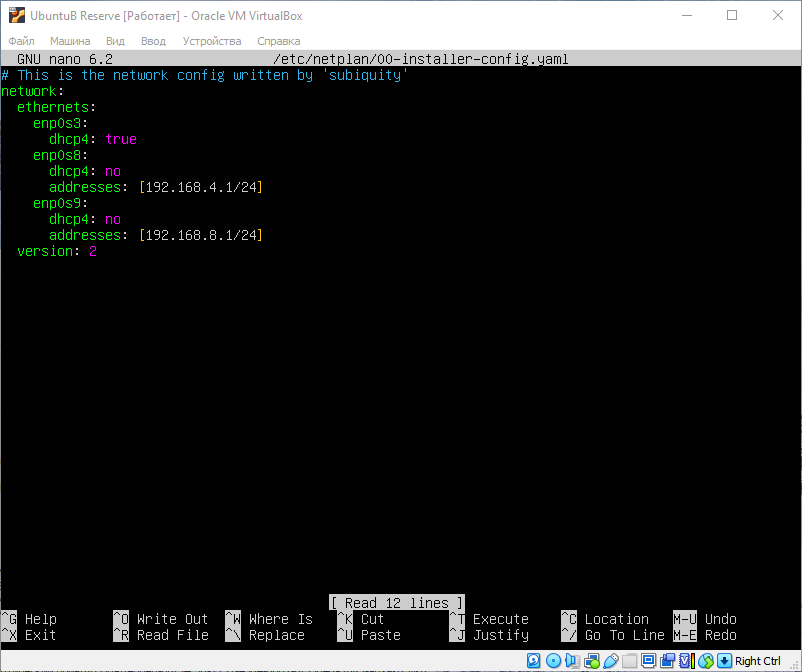 UbuntuB Reserve [Работает] - Oracle VM VirtualBox
Файл Машина Вид Ввод Устройства Справка
GNU nano 6.2 /etc/netplan/00-installer-config.yaml
# This is the network config written by 'subiquity'
network:
  ethernets:
    enp0s3:
      dhcp4: true
    enp0s8:
      dhcp4: no
      addresses: [192.168.4.1/24]
    enp0s9:
      dhcp4: no
      addresses: [192.168.8.1/24]
  version: 2
[ Read 12 lines ]
^G Help ^O Write Out ^W Where Is ^K Cut ^T Execute ^C Location M-U Undo
^X Exit ^R Read File ^\ Replace ^U Paste ^J Justify ^/ Go To Line M-E Redo
Right Ctrl